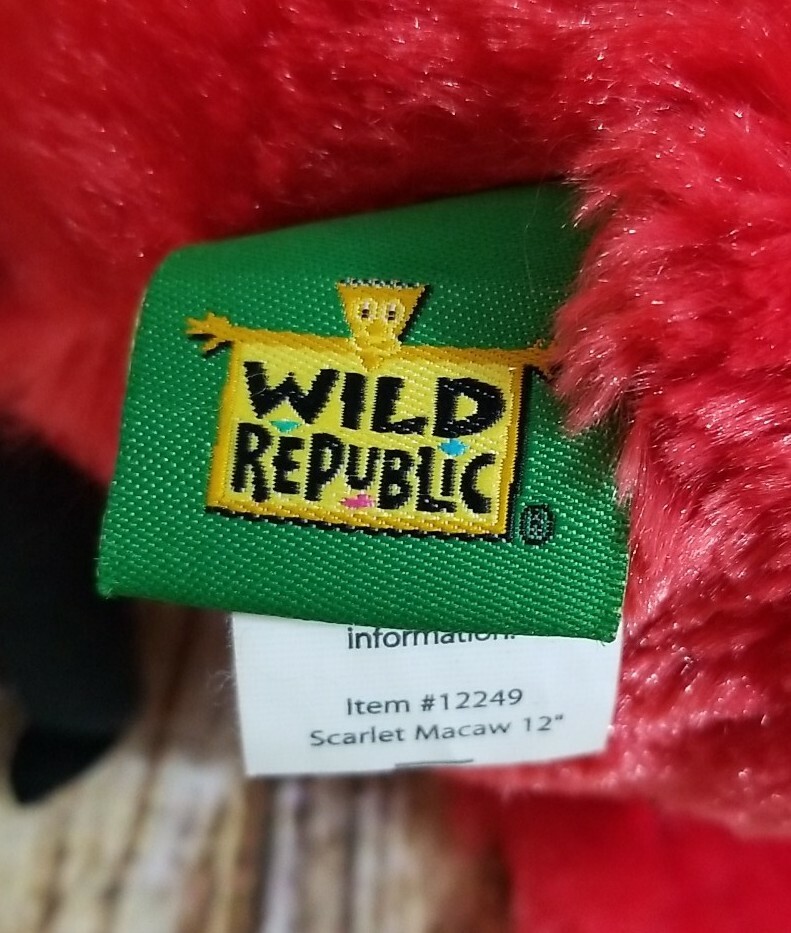 WILD
REPUBLIC
®
information.
Item #12249
Scarlet Macaw 12"